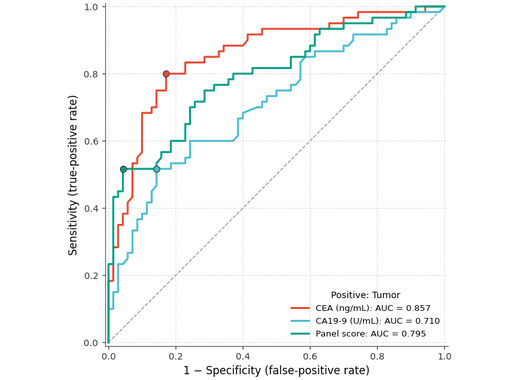 1.0
0.8
0.6
0.4
0.2
0.0
Sensitivity (true-positive rate)
Positive: Tumor
CEA (ng/mL): AUC = 0.857
CA19-9 (U/mL): AUC = 0.710
Panel score: AUC = 0.795
0.0 0.2 0.4 0.6 0.8 1.0
1 − Specificity (false-positive rate)